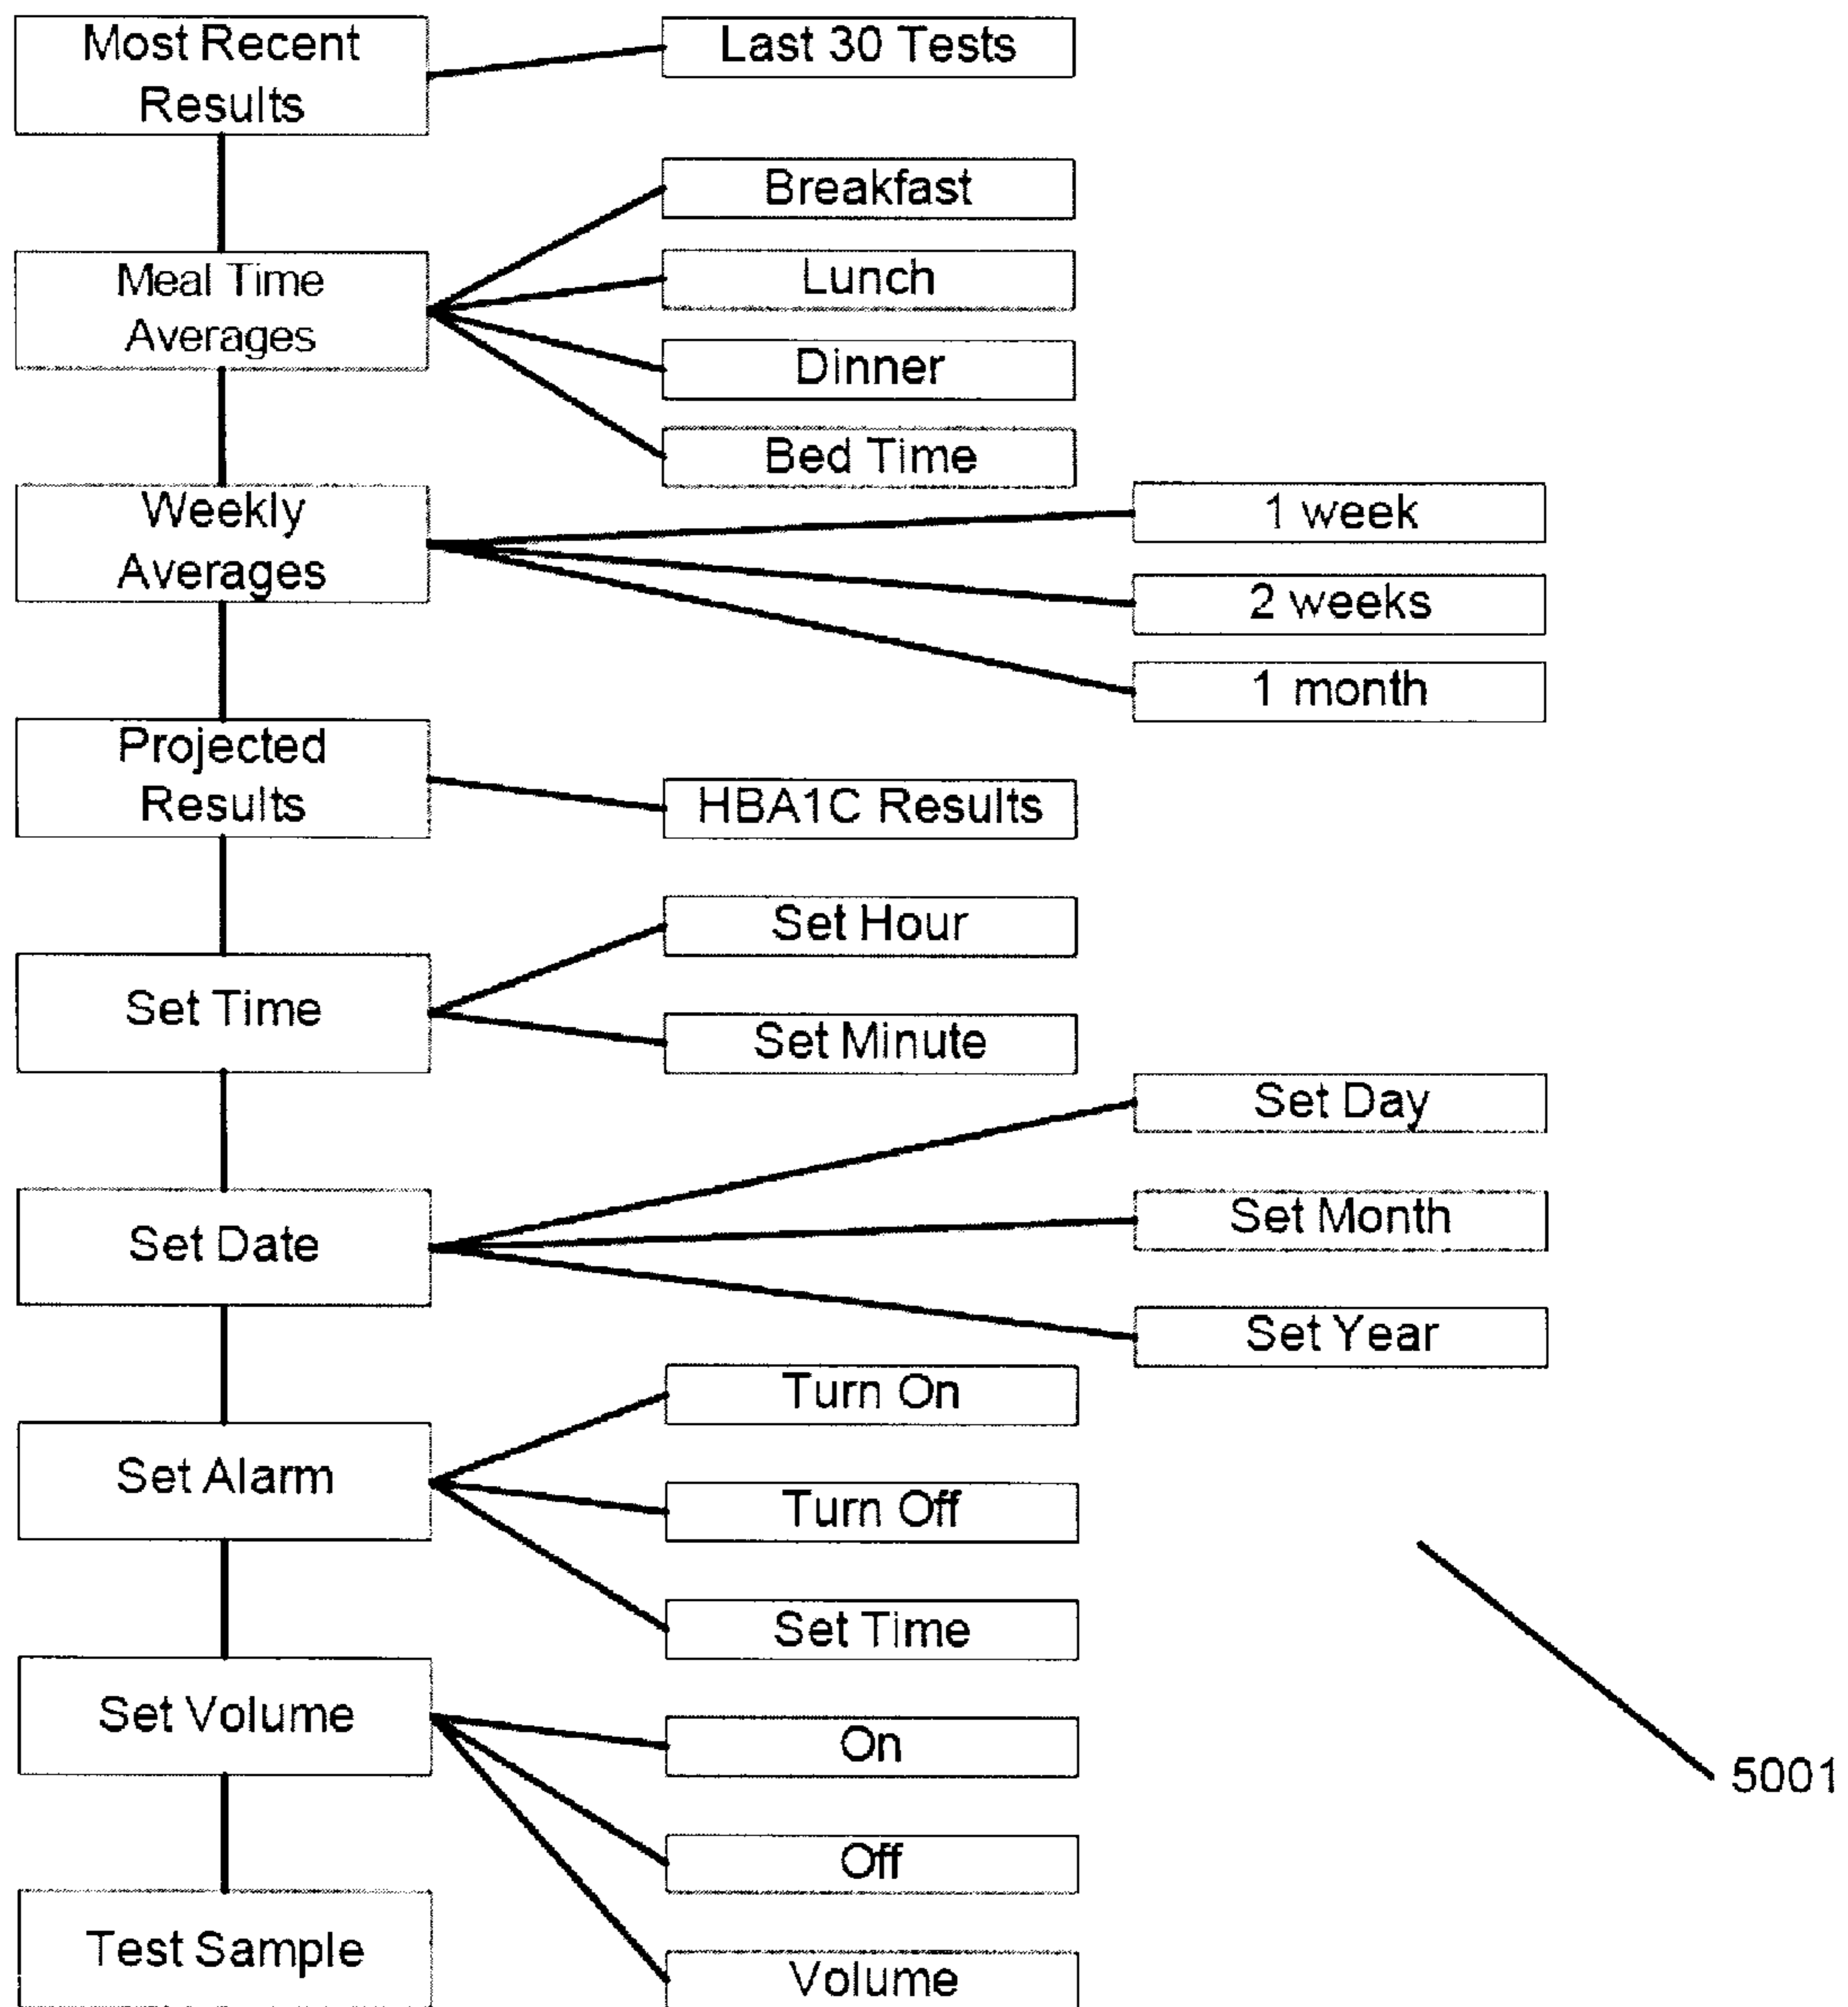 Most Recent
Results
Last 30 Tests
Meal Time
Averages
Breakfast
Lunch
Dinner
Bed Time
Weekly
Averages
1 week
2 weeks
1 month
Projected
Results
HBA1C Results
Set Time
Set Hour
Set Minute
Set Date
Set Day
Set Month
Set Year
Set Alarm
Turn On
Turn Off
Set Time
Set Volume
On
Off
Volume
Test Sample
5001